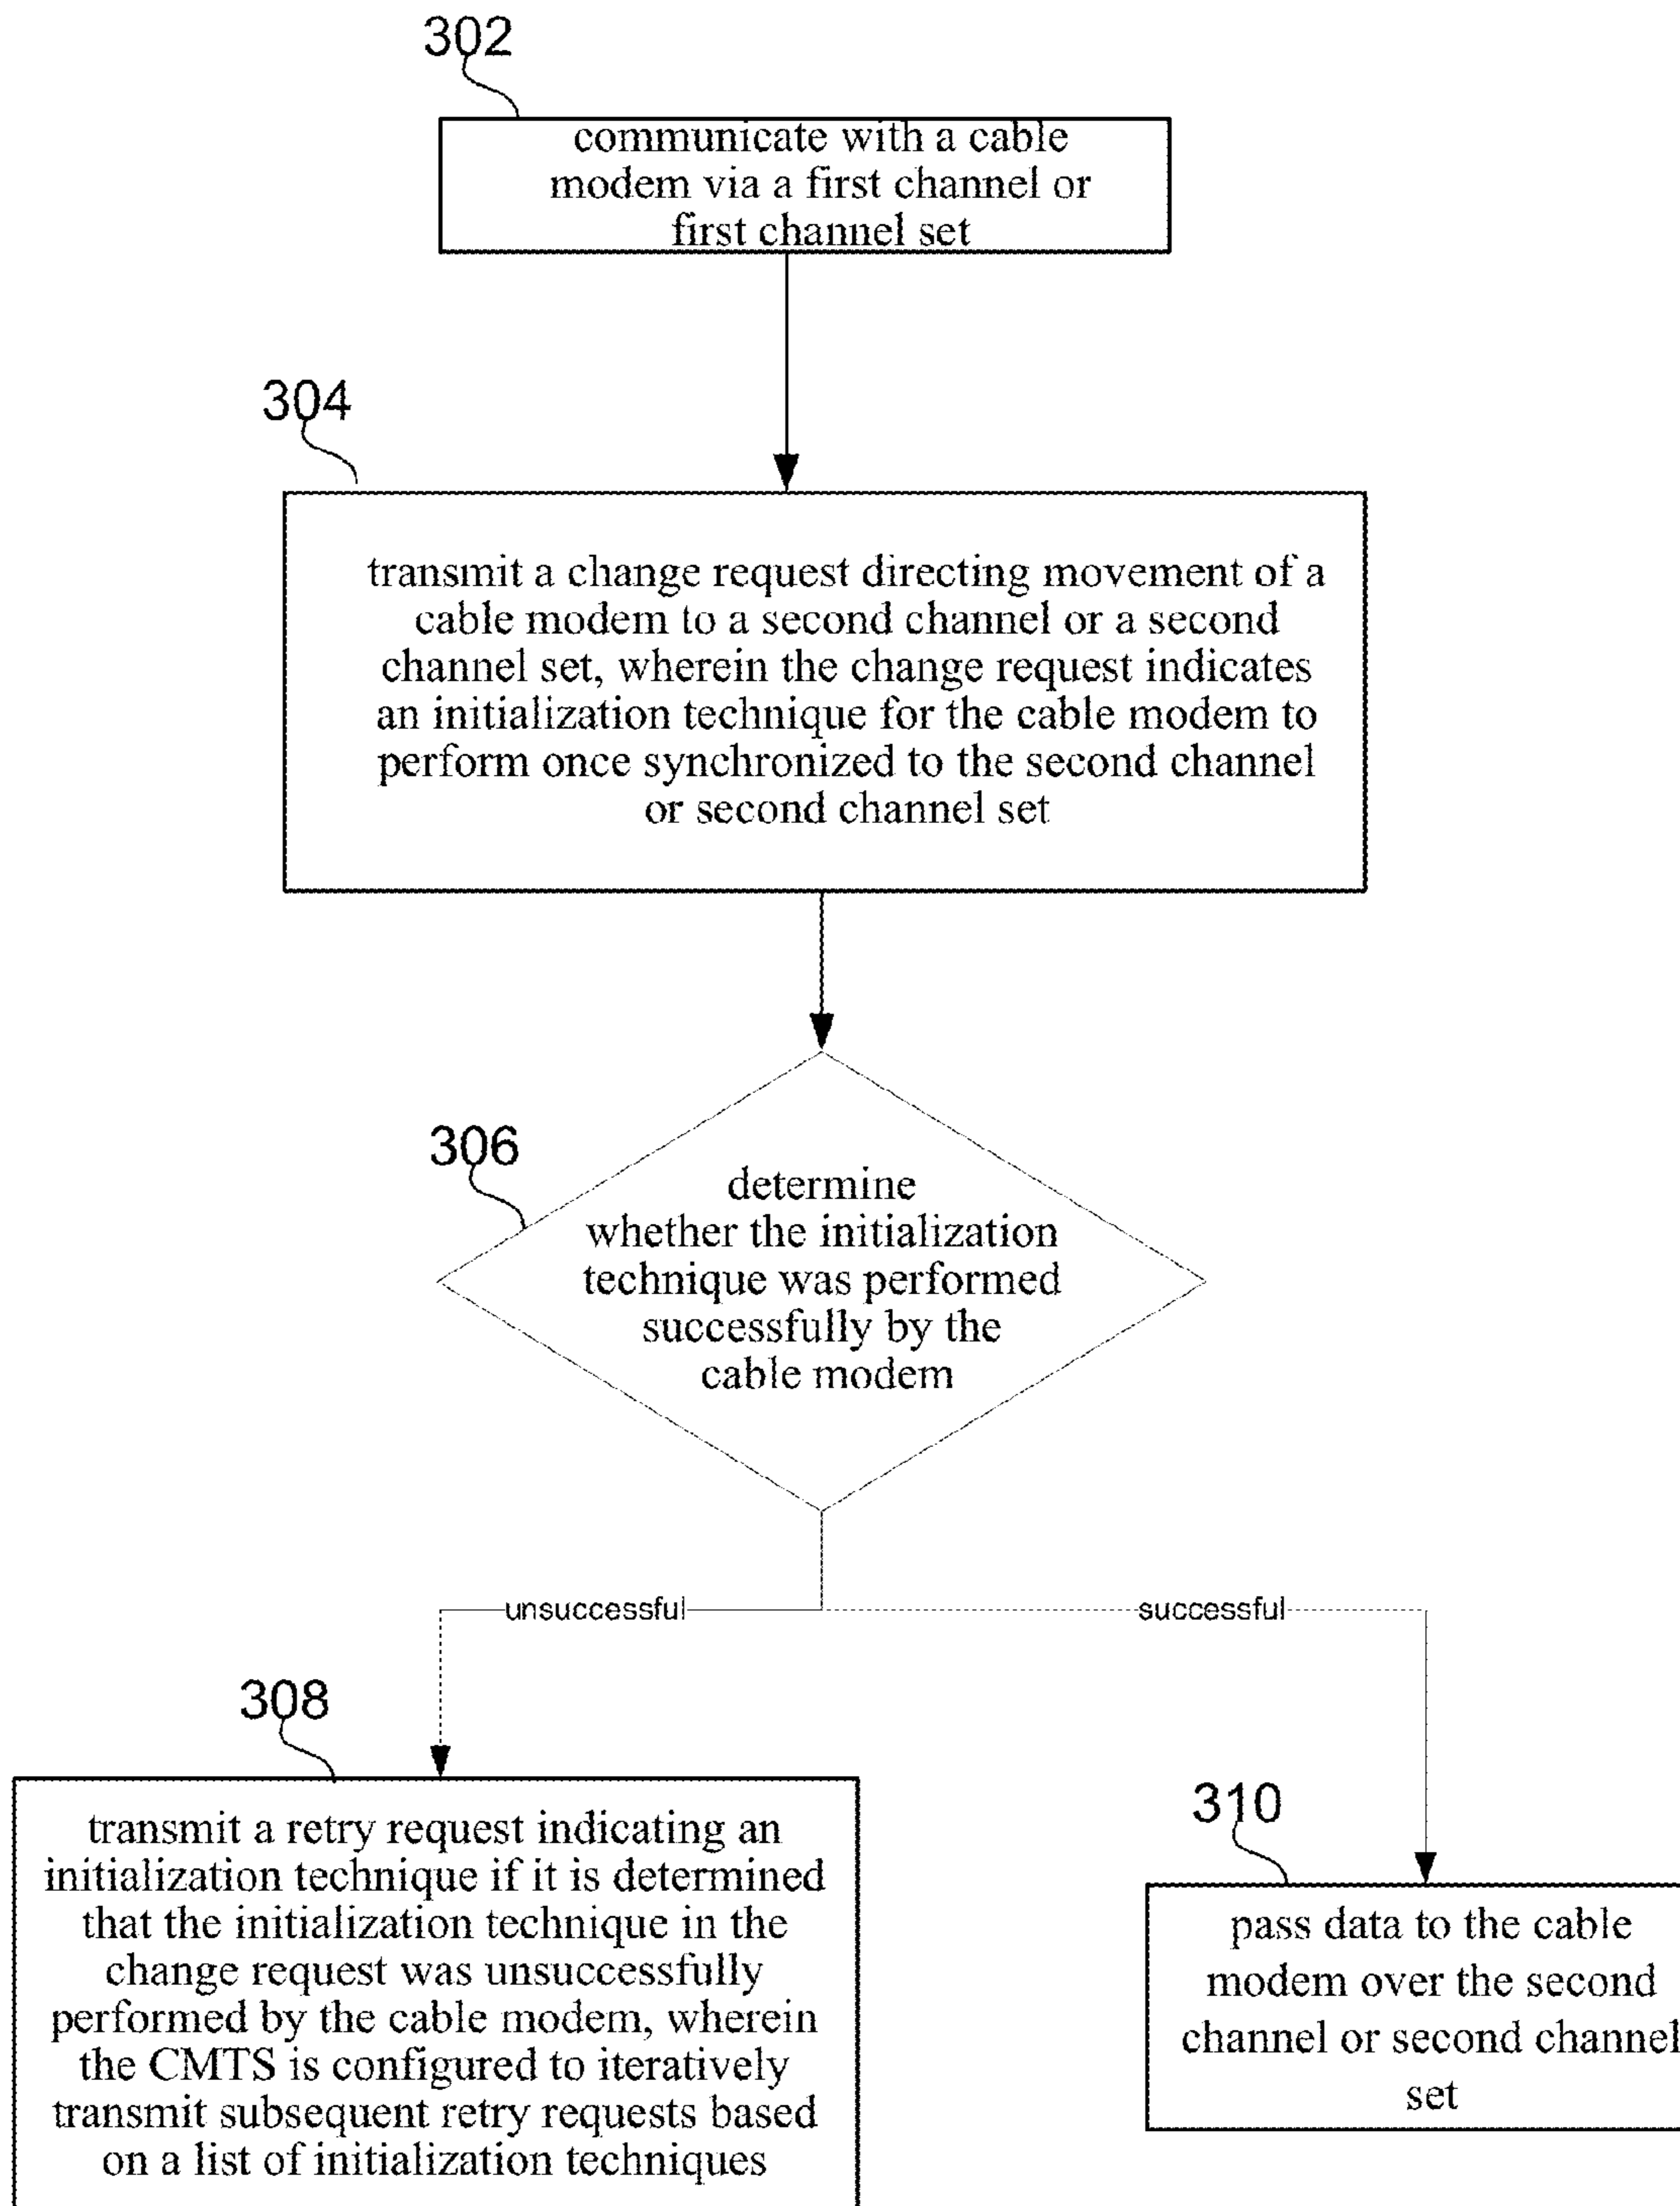 302
communicate with a cable
modem via a first channel or
first channel set
304
transmit a change request directing movement of a
cable modem to a second channel or a second
channel set, wherein the change request indicates
an initialization technique for the cable modem to
perform once synchronized to the second channel
or second channel set
306
determine
whether the initialization
technique was performed
successfully by the
cable modem
unsuccessful
successful
308
transmit a retry request indicating an
initialization technique if it is determined
that the initialization technique in the
change request was unsuccessfully
performed by the cable modem, wherein
the CMTS is configured to iteratively
transmit subsequent retry requests based
on a list of initialization techniques
310
pass data to the cable
modem over the second
channel or second channel
set